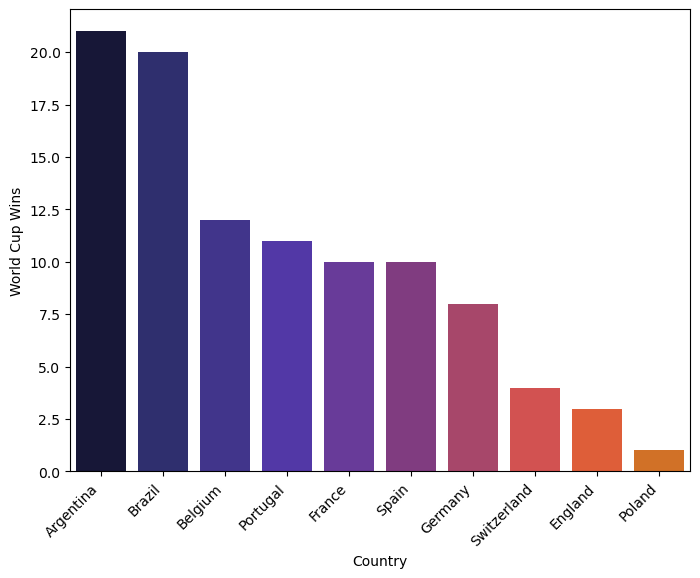 20.0
17.5
15.0
12.5
10.0
7.5
5.0
2.5
0.0
World Cup Wins
Argentina
Brazil
Belgium
Portugal
France
Spain
Germany
Switzerland
England
Poland
Country